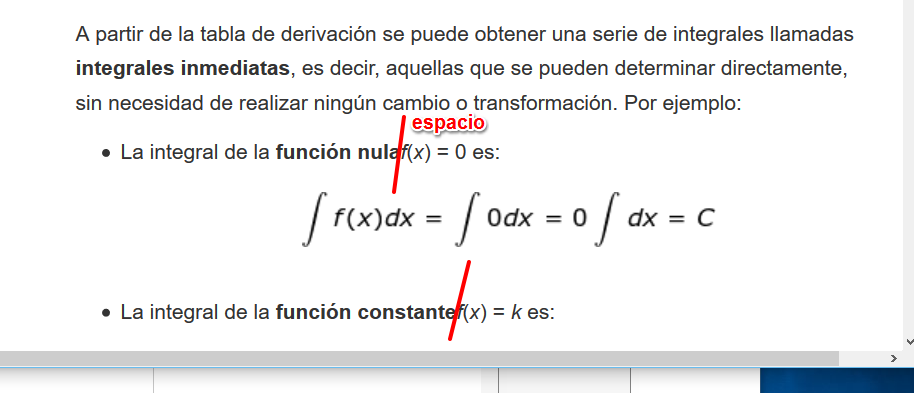 A partir de la tabla de derivación se puede obtener una serie de integrales llamadas
integrales inmediatas, es decir, aquellas que se pueden determinar directamente,
sin necesidad de realizar ningún cambio o transformación. Por ejemplo:
espacio
• La integral de la función nulaf(x) = 0 es:
∫ f(x)dx = ∫ 0dx = 0 ∫ dx = C
• La integral de la función constantef(x) = k es: